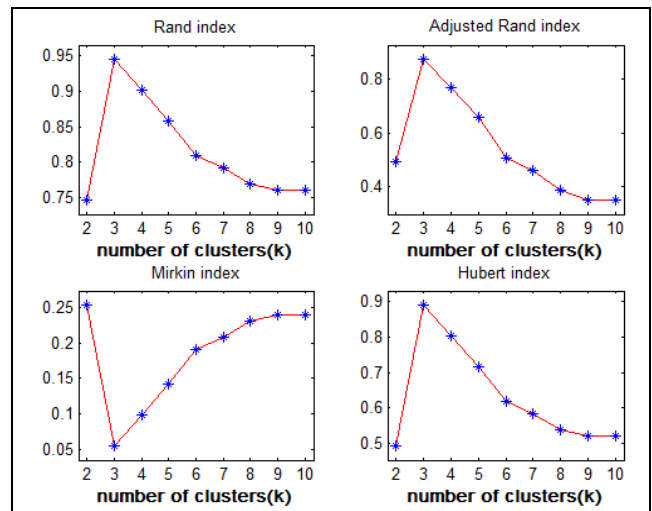 Rand index
0.95
0.9
0.85
0.8
0.75
2 3 4 5 6 7 8 9 10
number of clusters(k)
Adjusted Rand index
0.8
0.6
0.4
2 3 4 5 6 7 8 9 10
number of clusters(k)
Mirkin index
0.25
0.2
0.15
0.1
0.05
2 3 4 5 6 7 8 9 10
number of clusters(k)
Hubert index
0.9
0.8
0.7
0.6
0.5
2 3 4 5 6 7 8 9 10
number of clusters(k)